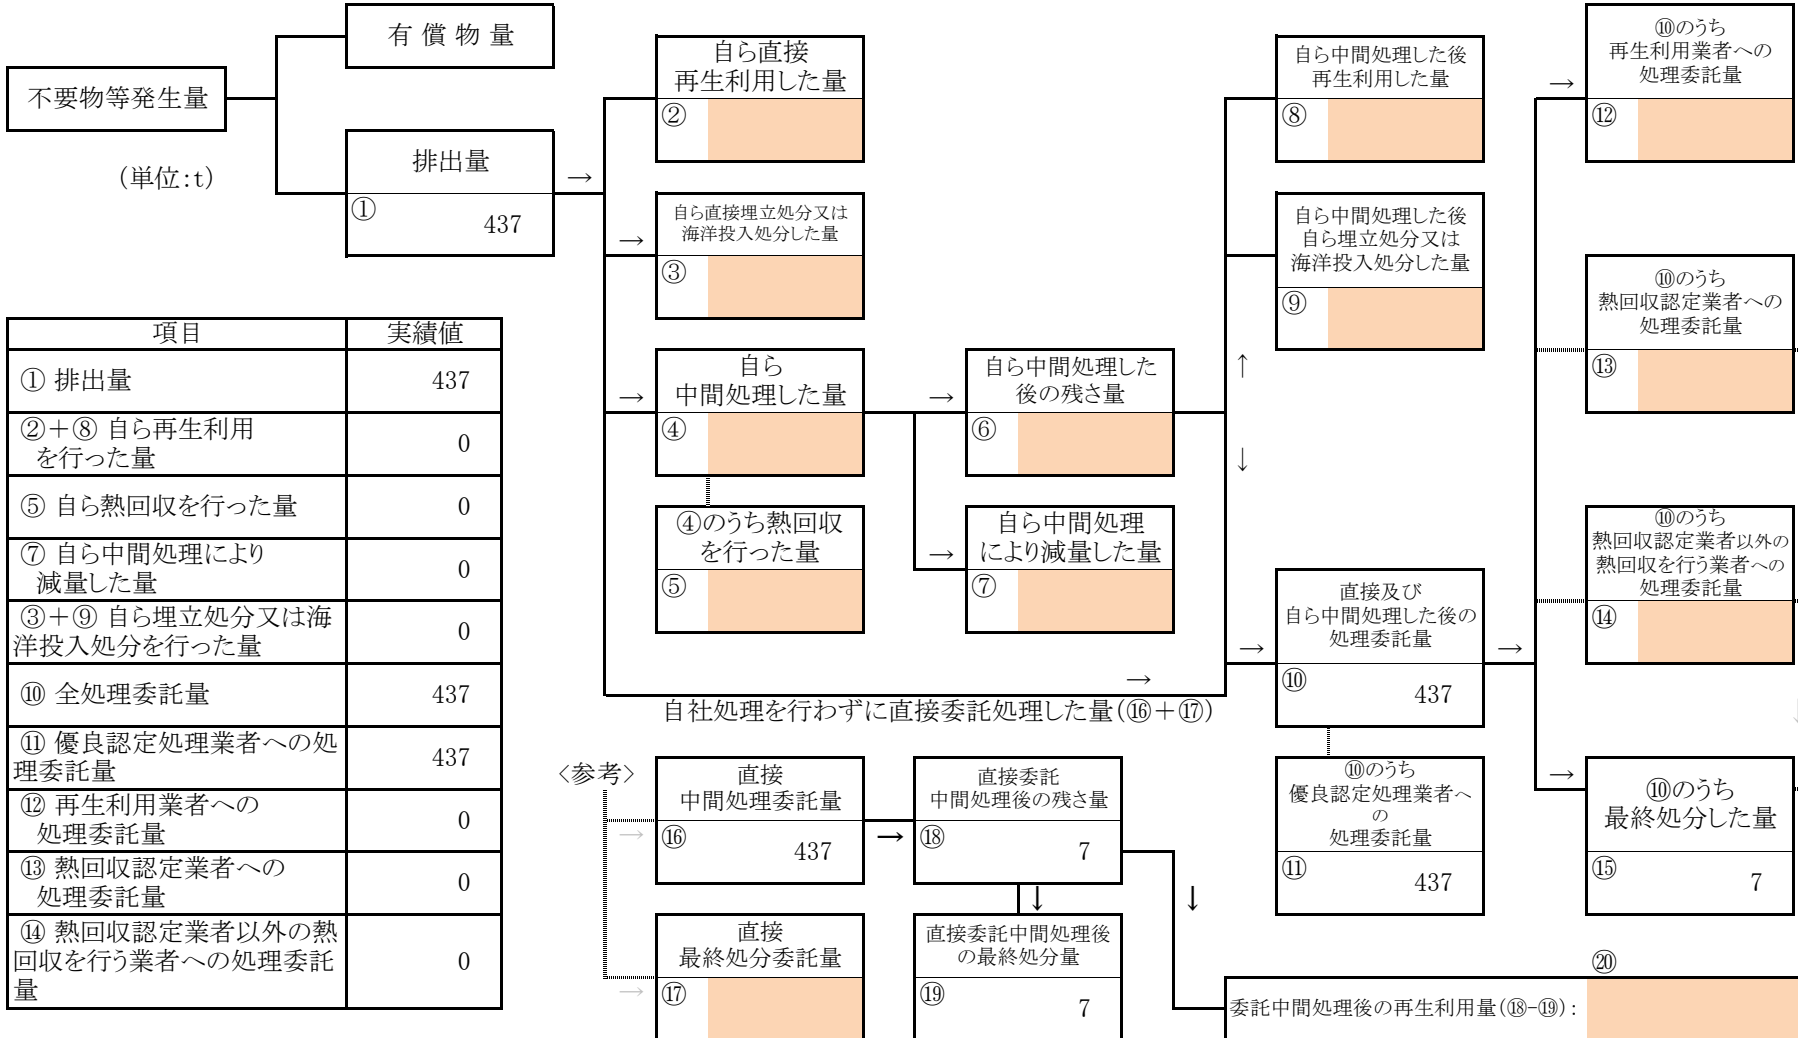 有 償 物 量
不要物等発生量
(単位:t)
排出量
→
①
437
自ら直接
再生利用した量
②
自ら直接埋立処分又は
海洋投入処分した量
→
③
自ら
中間処理した量
→
④
④のうち熱回収
を行った量
⑤
自ら中間処理した
後の残さ量
→
⑥
自ら中間処理
により減量した量
→
⑦
自ら中間処理した後
再生利用した量
⑧
自ら中間処理した後
自ら埋立処分又は
海洋投入処分した量
⑨
↑
↓
直接及び
自ら中間処理した後の
処理委託量
→
⑩
437
→
⑩のうち
優良認定処理業者へ
の
処理委託量
⑪
437
→
⑩のうち
再生利用業者への
処理委託量
⑫
⑩のうち
熱回収認定業者への
処理委託量
⑬
⑩のうち
熱回収認定業者以外の
熱回収を行う業者への
処理委託量
⑭
↓
→
⑩のうち
最終処分した量
⑮
7
→
自社処理を行わずに直接委託処理した量(⑯+⑰)
項目 実績値
① 排出量 437
②+⑧ 自ら再生利用
を行った量 0
⑤ 自ら熱回収を行った量 0
⑦ 自ら中間処理により
減量した量 0
③+⑨ 自ら埋立処分又は海
洋投入処分を行った量 0
⑩ 全処理委託量 437
⑪ 優良認定処理業者への処
理委託量 437
⑫ 再生利用業者への
処理委託量 0
⑬ 熱回収認定業者への
処理委託量 0
⑭ 熱回収認定業者以外の熱
回収を行う業者への処理委託
量 0
<参考>
直接
中間処理委託量
→
⑯
437
→
直接委託
中間処理後の残さ量
⑱
7
↓
↓
直接
最終処分委託量
→
⑰
直接委託中間処理後
の最終処分量
⑲
7
⑳
委託中間処理後の再生利用量(⑱-⑲):